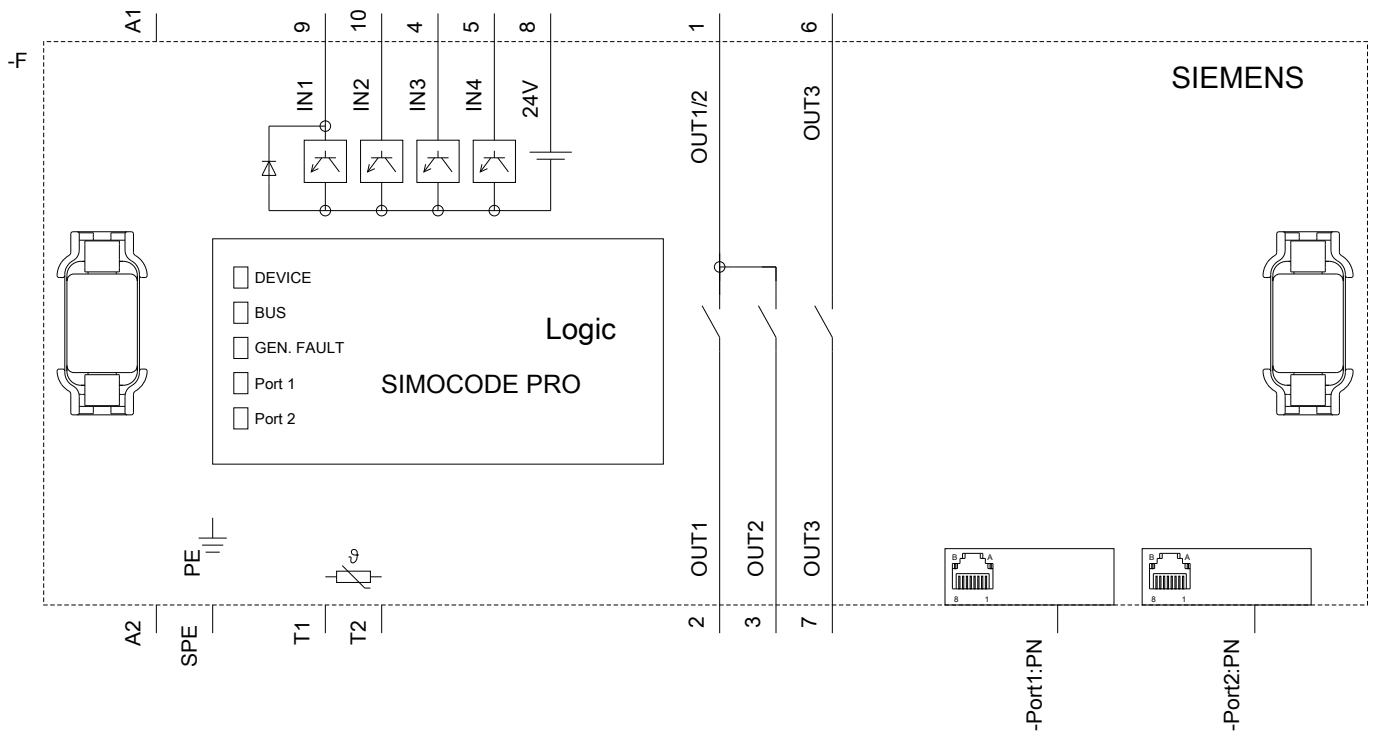 A1
9
10
4
5
8
1
6
-F
IN1
IN2
IN3
IN4
24V
OUT1/2
OUT3
SIEMENS
DEVICE
BUS
GEN. FAULT
Port 1
Port 2
Logic
SIMOCODE PRO
PE
ϑ
OUT1
OUT2
OUT3
B A
8 1
B A
8 1
A2
SPE
T1
T2
2
3
7
-Port1:PN
-Port2:PN